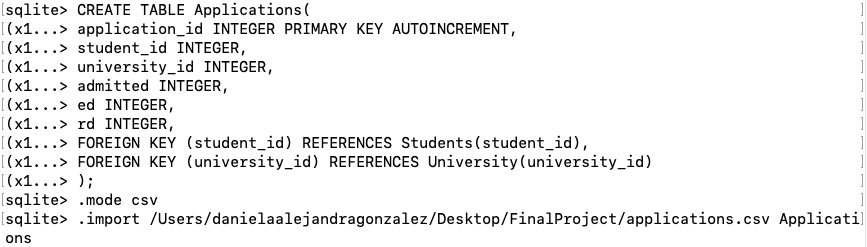 [sqlite> CREATE TABLE Applications(
[(x1...> application_id INTEGER PRIMARY KEY AUTOINCREMENT,
[(x1...> student_id INTEGER,
[(x1...> university_id INTEGER,
[(x1...> admitted INTEGER,
[(x1...> ed INTEGER,
[(x1...> rd INTEGER,
[(x1...> FOREIGN KEY (student_id) REFERENCES Students(student_id),
[(x1...> FOREIGN KEY (university_id) REFERENCES University(university_id)
[(x1...> );
[sqlite> .mode csv
[sqlite> .import /Users/danielaalejandragonzalez/Desktop/FinalProject/applications.csv Applicati]
ons